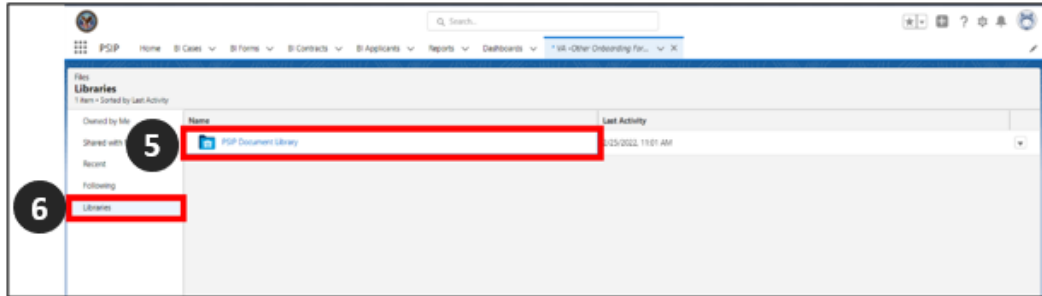 Search...
PSIP Home BI Cases BI Forms BI Contracts BI Applicants Reports Dashboards * VA -Other Onboarding For...
Files
Libraries
1 item • Sorted by Last Activity
Owned by Me Name Last Activity
Shared with 5 PSIP Document Library 2/25/2022, 11:01 AM
Recent
Following
6 Libraries